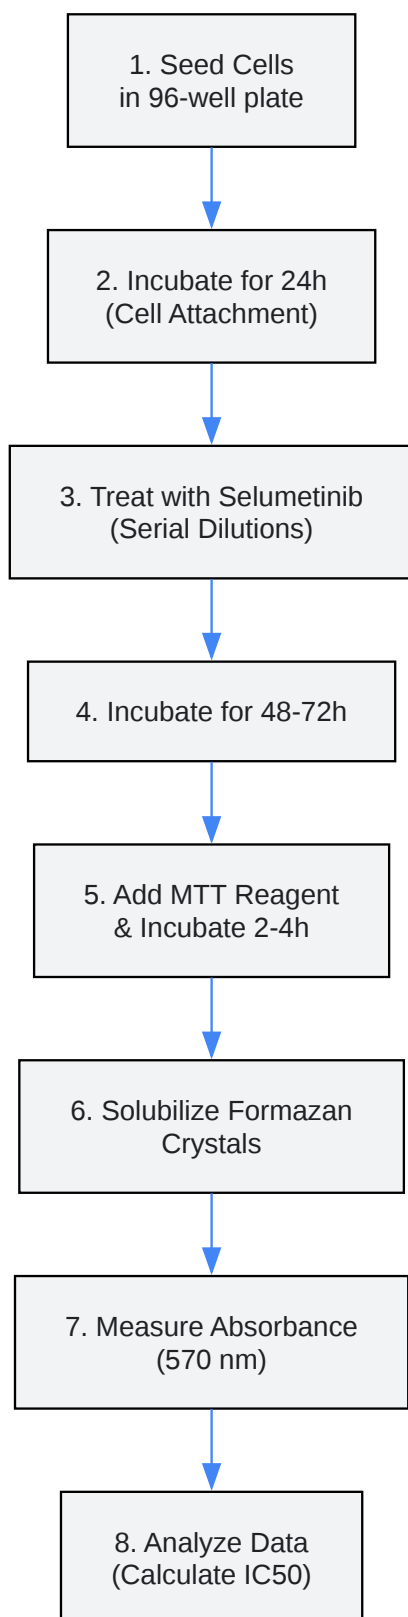 1. Seed Cells
in 96-well plate
2. Incubate for 24h
(Cell Attachment)
3. Treat with Selumetinib
(Serial Dilutions)
4. Incubate for 48-72h
5. Add MTT Reagent
& Incubate 2-4h
6. Solubilize Formazan
Crystals
7. Measure Absorbance
(570 nm)
8. Analyze Data
(Calculate IC50)